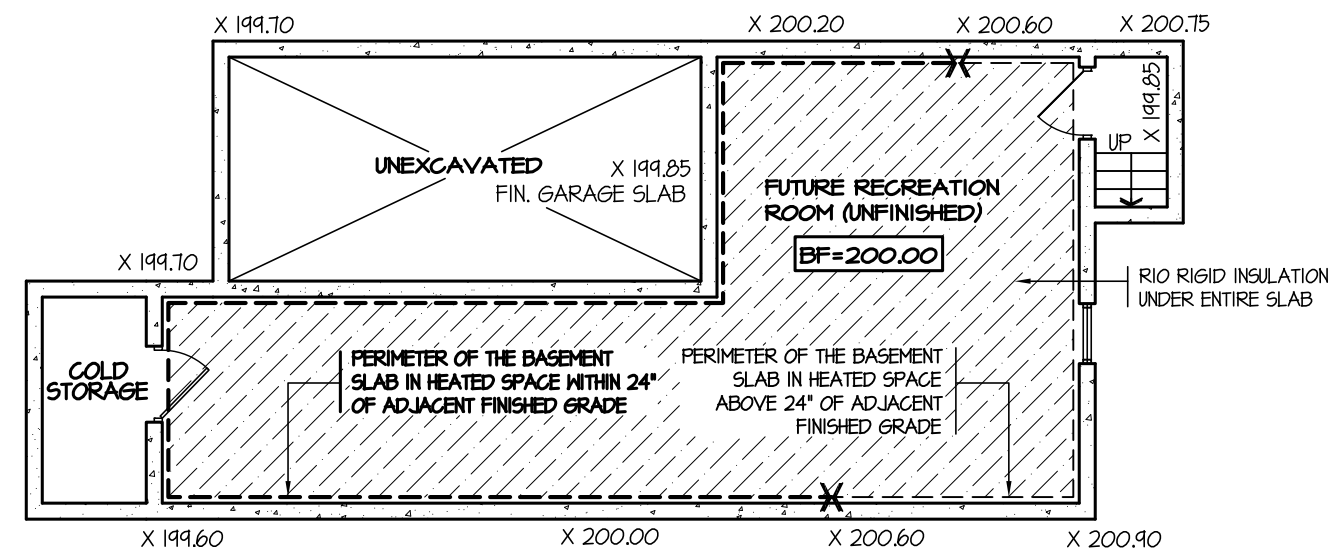 X 199.70
X 200.20
X 200.60
X 200.75
X 199.85
UP
UNEXCAVATED
X 199.85
FIN. GARAGE SLAB
FUTURE RECREATION
ROOM (UNFINISHED)
BF=200.00
X 199.70
R10 RIGID INSULATION
UNDER ENTIRE SLAB
COLD
STORAGE
PERIMETER OF THE BASEMENT
SLAB IN HEATED SPACE WITHIN 24"
OF ADJACENT FINISHED GRADE
PERIMETER OF THE BASEMENT
SLAB IN HEATED SPACE
ABOVE 24" OF ADJACENT
FINISHED GRADE
X 199.60
X 200.00
X 200.60
X 200.90